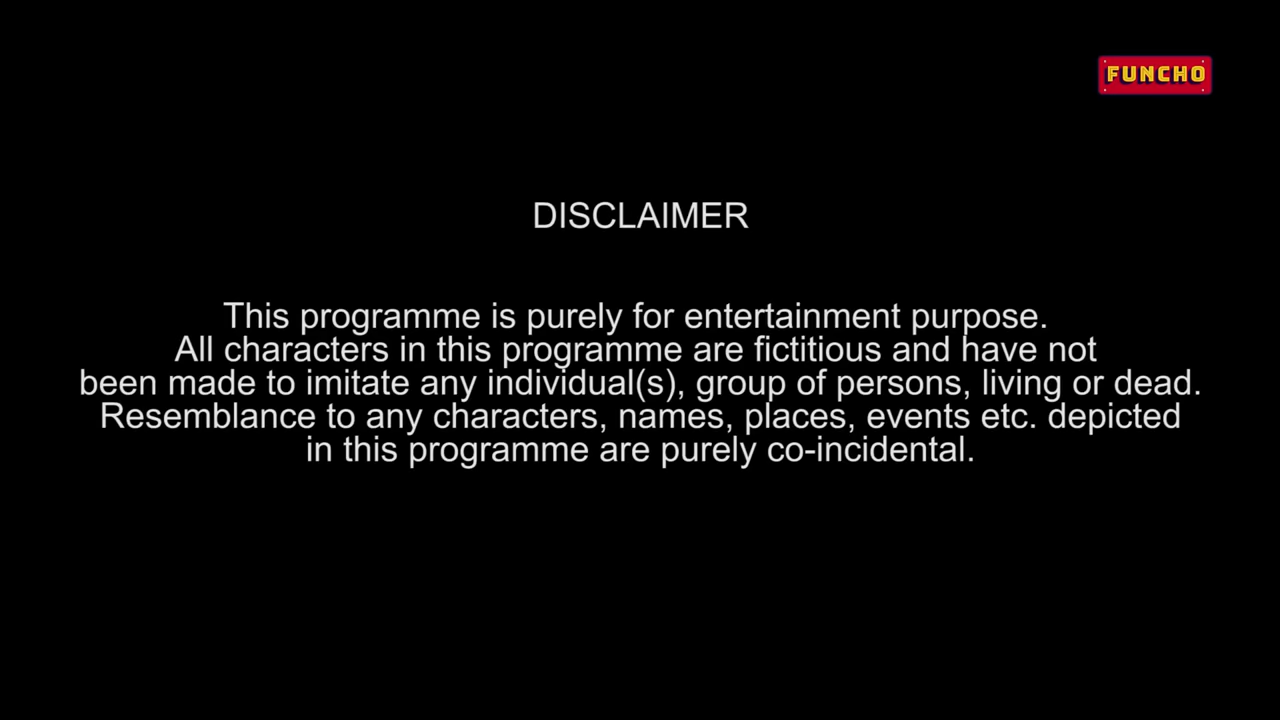 FUNCHO
DISCLAIMER
This programme is purely for entertainment purpose.
All characters in this programme are fictitious and have not
been made to imitate any individual(s), group of persons, living or dead.
Resemblance to any characters, names, places, events etc. depicted
in this programme are purely co-incidental.